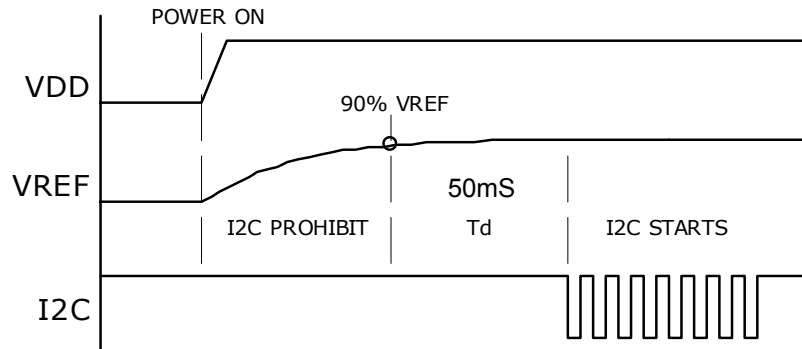 POWER ON
VDD
90% VREF
VREF
50mS
I2C PROHIBIT
Td
I2C STARTS
I2C